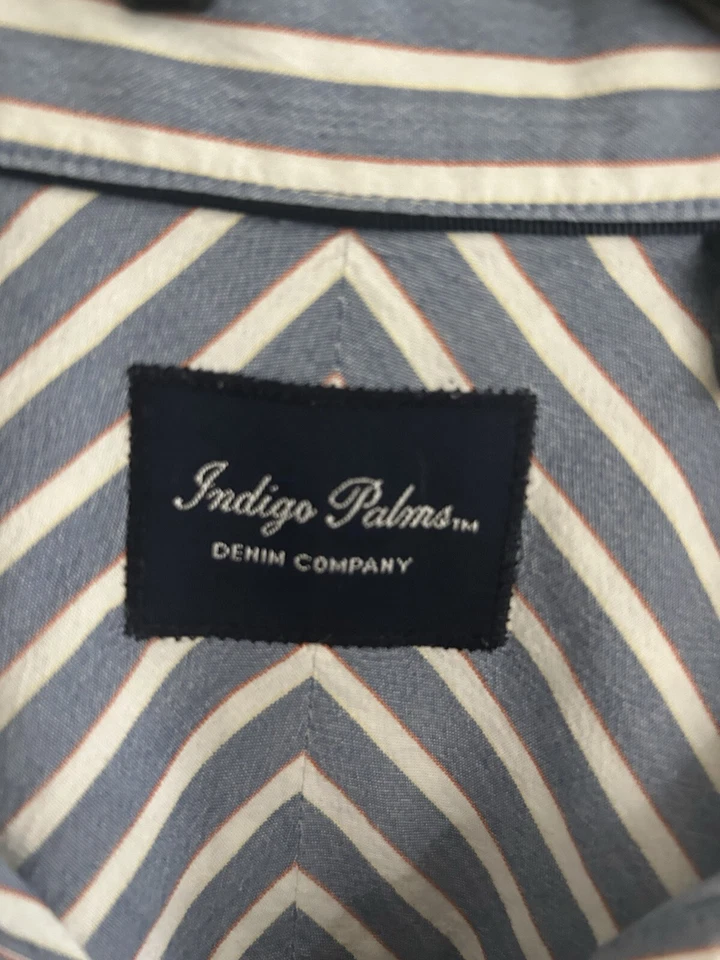 Indigo Palms™
DENIM COMPANY